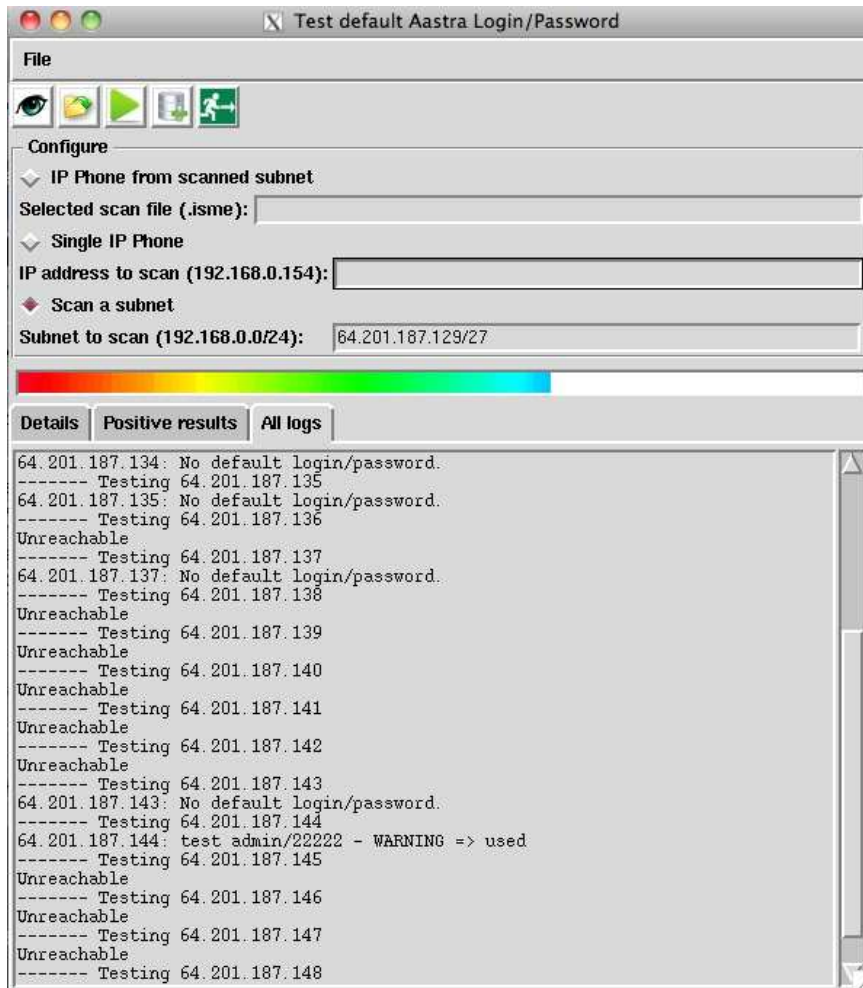 Test default Aastra Login/Password
File
Configure
IP Phone from scanned subnet
Selected scan file (.isme):
Single IP Phone
IP address to scan (192.168.0.154):
Scan a subnet
Subnet to scan (192.168.0.0/24): 64.201.187.129/27
Details Positive results All logs
64.201.187.134: No default login/password.
------- Testing 64.201.187.135
64.201.187.135: No default login/password.
------- Testing 64.201.187.136
Unreachable
------- Testing 64.201.187.137
64.201.187.137: No default login/password.
------- Testing 64.201.187.138
Unreachable
------- Testing 64.201.187.139
Unreachable
------- Testing 64.201.187.140
Unreachable
------- Testing 64.201.187.141
Unreachable
------- Testing 64.201.187.142
Unreachable
------- Testing 64.201.187.143
64.201.187.143: No default login/password.
------- Testing 64.201.187.144
64.201.187.144: test admin/22222 - WARNING => used
------- Testing 64.201.187.145
Unreachable
------- Testing 64.201.187.146
Unreachable
------- Testing 64.201.187.147
Unreachable
------- Testing 64.201.187.148